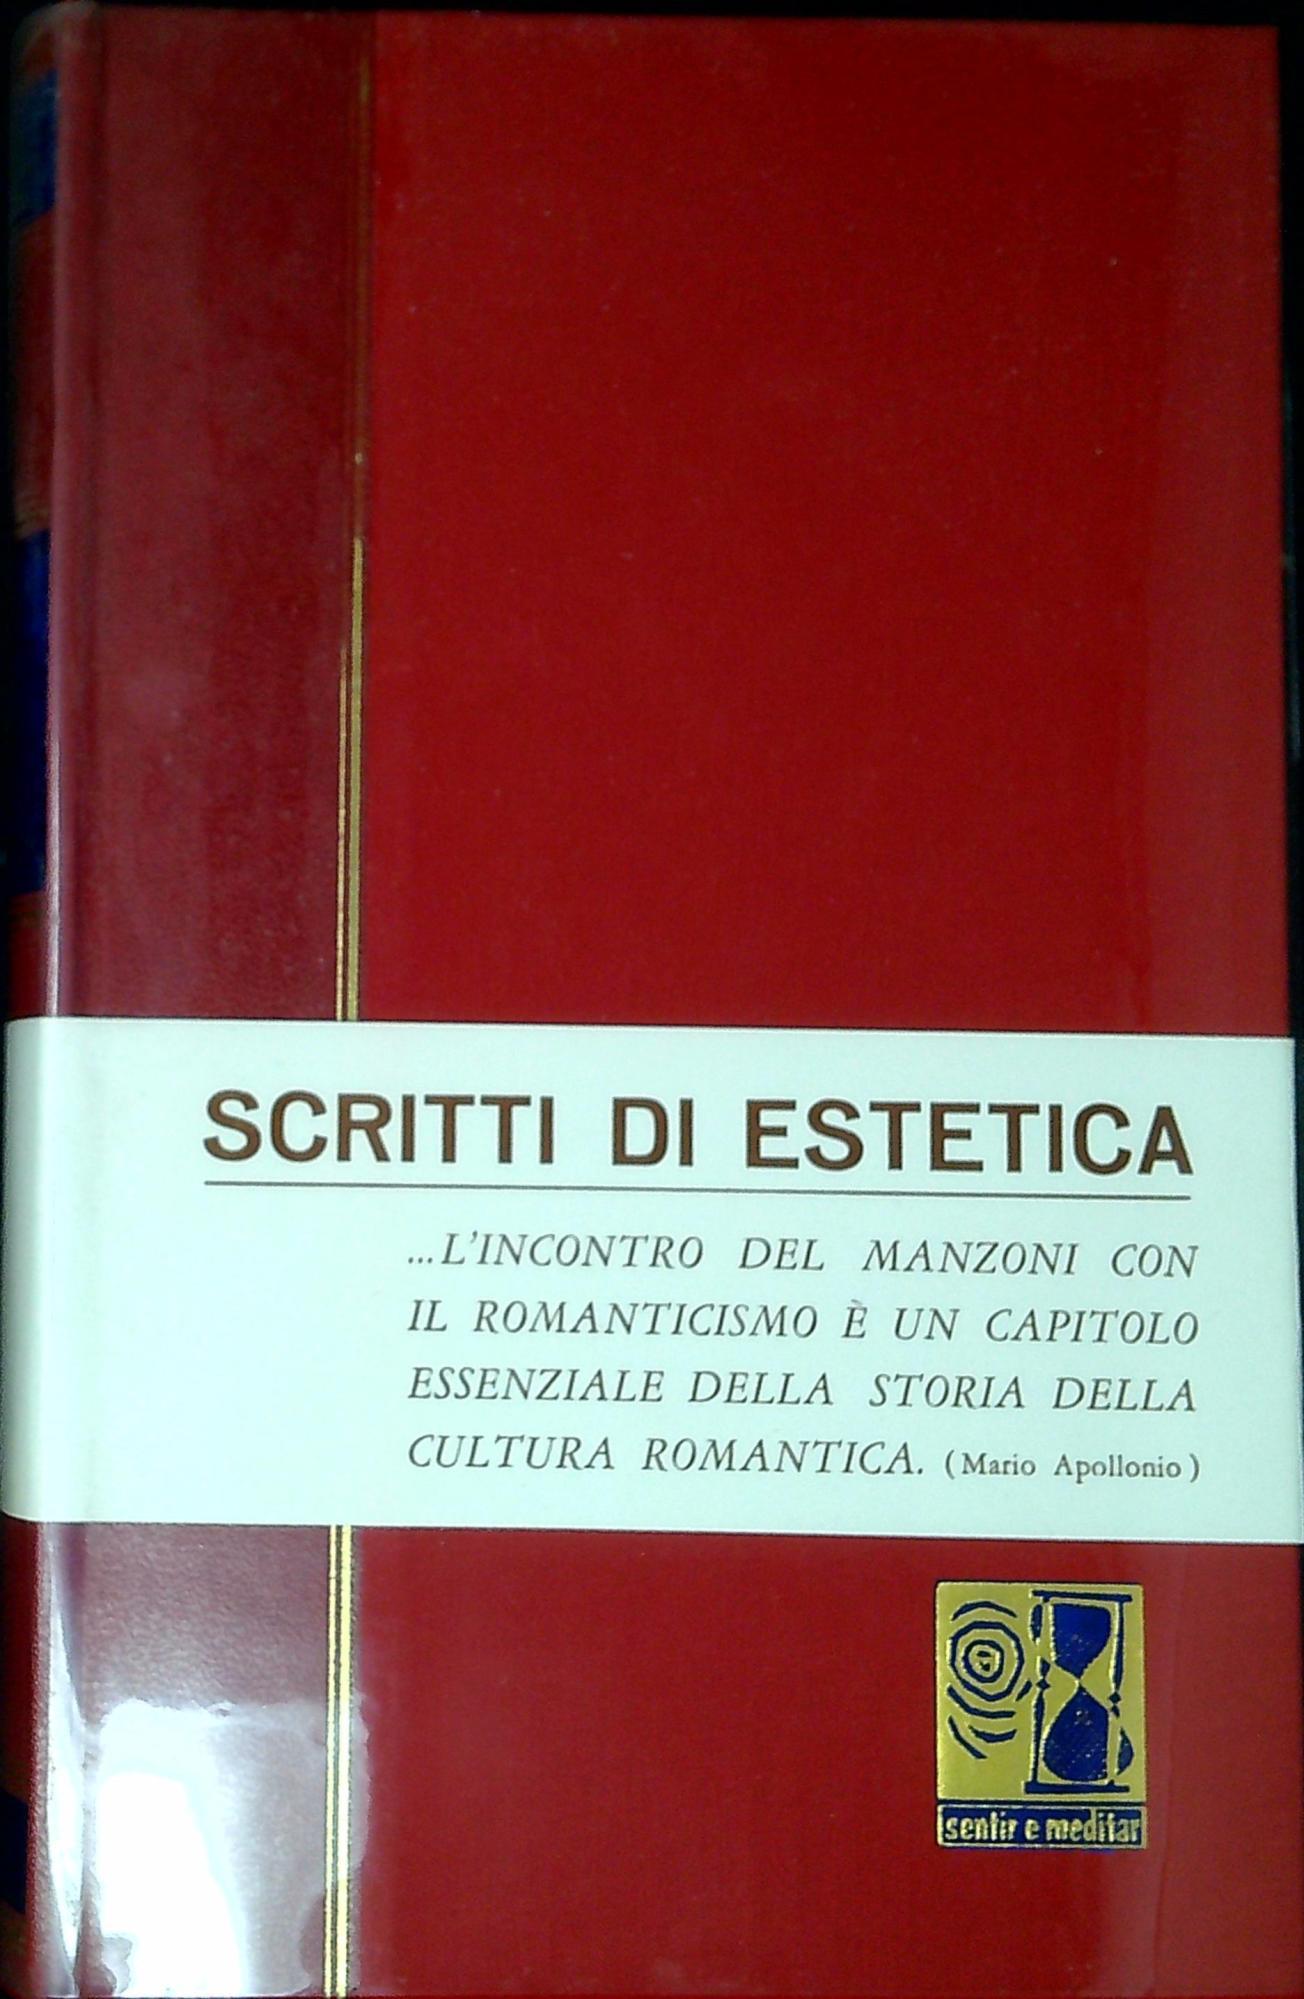 SCRITTI DI ESTETICA
...L'INCONTRO DEL MANZONI CON
IL ROMANTICISMO È UN CAPITOLO
ESSENZIALE DELLA STORIA DELLA
CULTURA ROMANTICA. (Mario Apollonio)
sentir e meditar